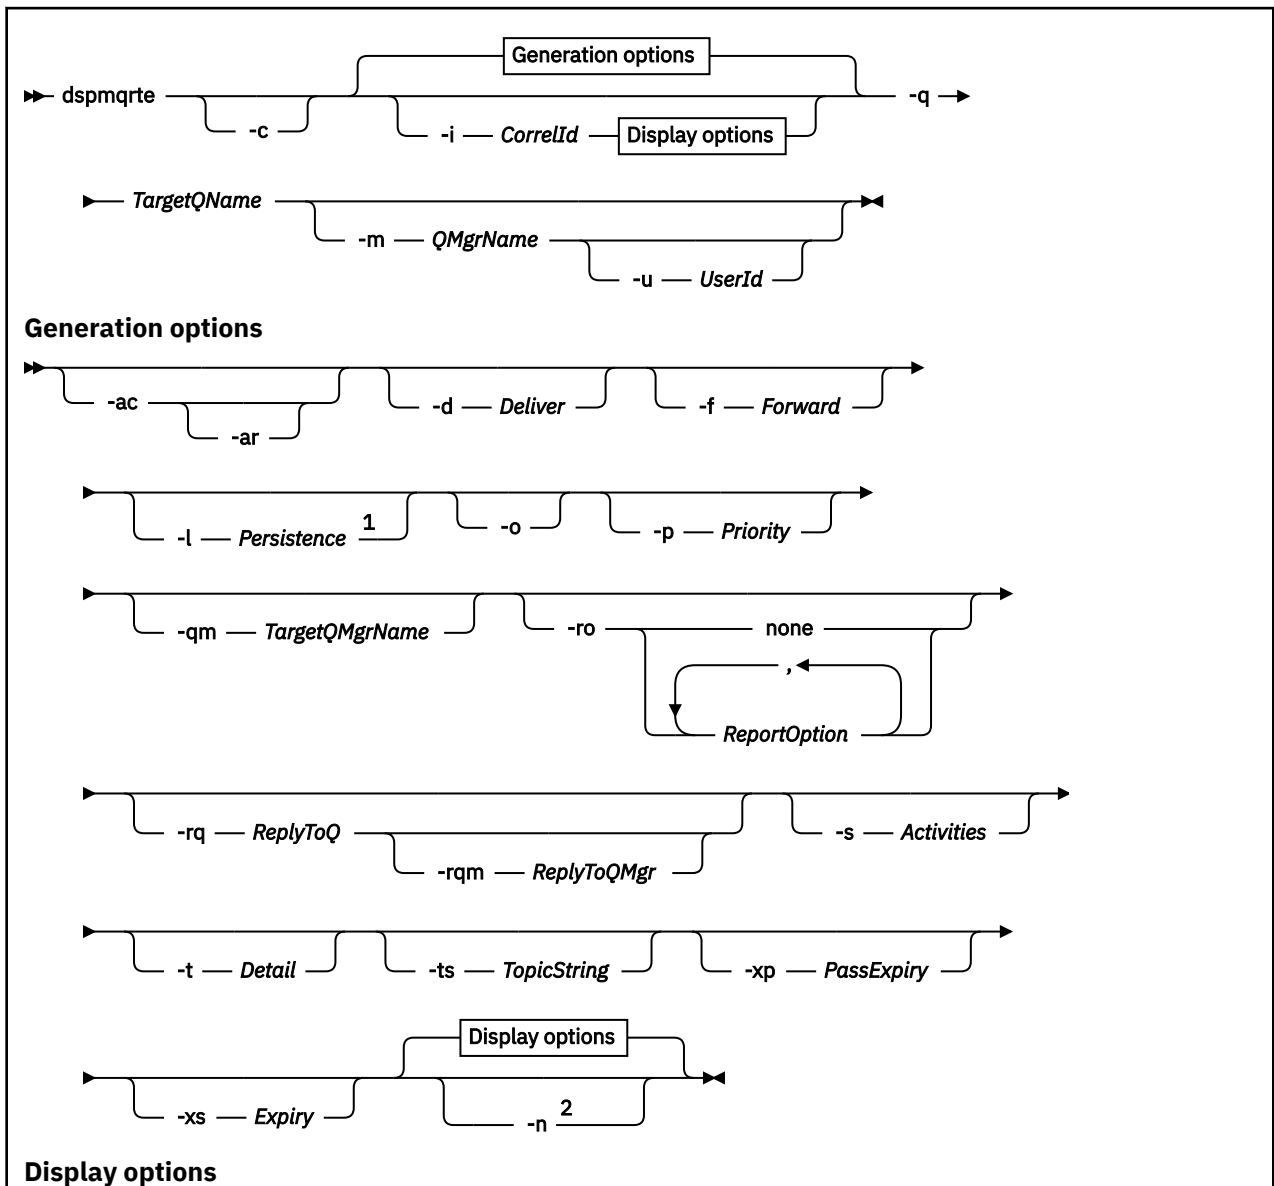 Generation options
dspmqrte -c -i CorrelId Display options -q
TargetQName -m QMgrName -u UserId
Generation options
-ac -ar -d Deliver -f Forward
-l Persistence 1 -o -p Priority
-qm TargetQMgrName -ro none , ReportOption
-rq ReplyToQ -rqm ReplyToQMgr -s Activities
-t Detail -ts TopicString -xp PassExpiry
Display options
-xs Expiry -n 2
Display options